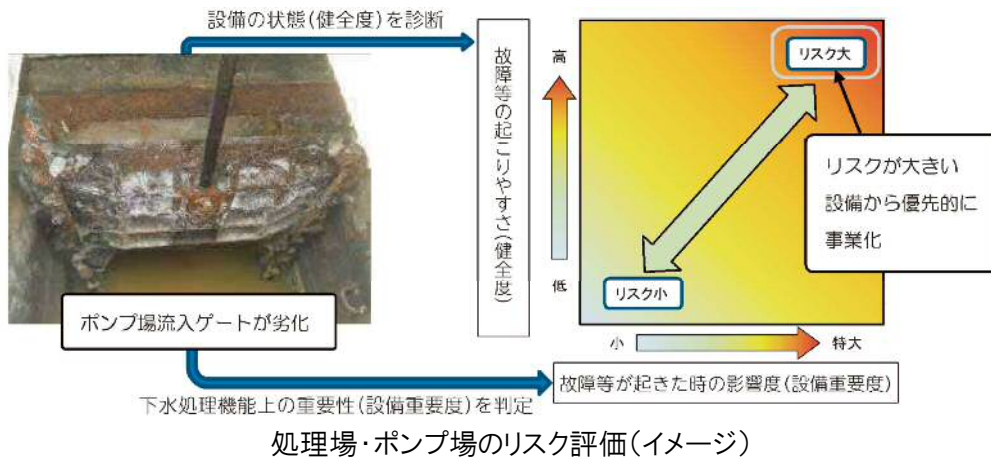 設備の状態(健全度)を診断
故障等の起こりやすさ(健全度)
高
低
リスク大
リスク小
リスクが大きい
設備から優先的に
事業化
ポンプ場流入ゲートが劣化
小
特大
故障等が起きた時の影響度(設備重要度)
下水処理機能上の重要性(設備重要度)を判定
処理場・ポンプ場のリスク評価(イメージ)